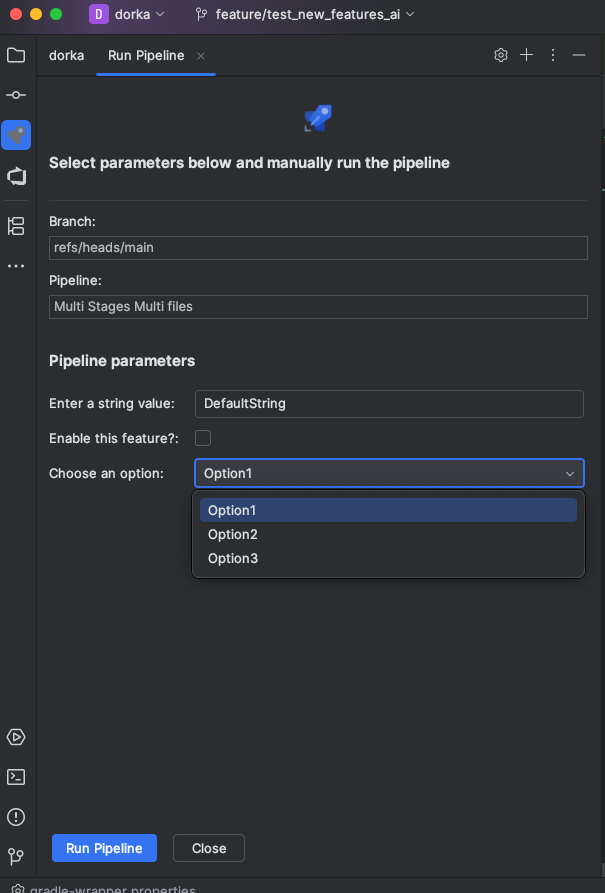 D dorka feature/test_new_features_ai
dorka Run Pipeline
Select parameters below and manually run the pipeline
Branch:
refs/heads/main
Pipeline:
Multi Stages Multi files
Pipeline parameters
Enter a string value: DefaultString
Enable this feature?:
Choose an option: Option1
Option1
Option2
Option3
Run Pipeline Close
gradle-wrapper.properties